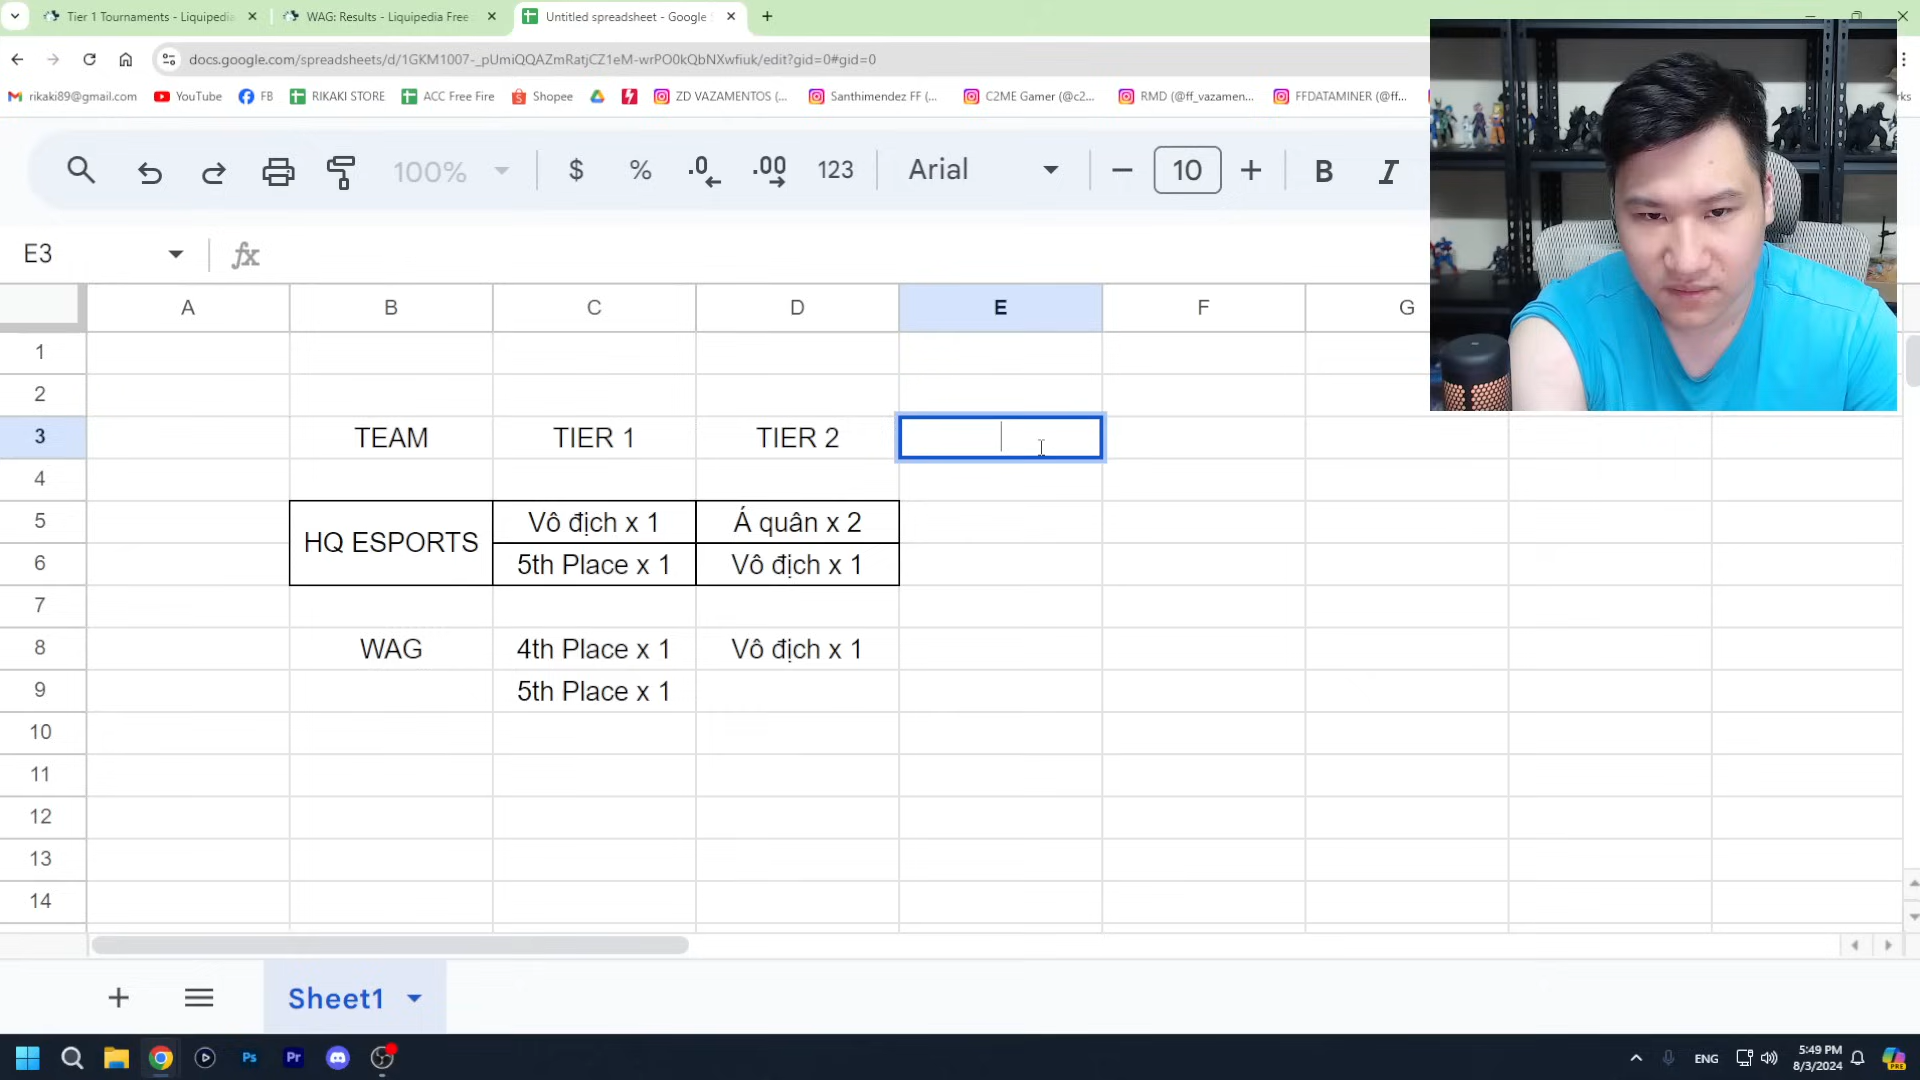 Tier 1 Tournaments - Liquipedia
WAG: Results - Liquipedia Free
Untitled spreadsheet - Google
docs.google.com/spreadsheets/d/1GKM1007-_pUmiQQAZmRatjCZ1eM-wrPO0kQbNXwfiuk/edit?gid=0#gid=0
rikaki89@gmail.com YouTube FB RIKAKI STORE ACC Free Fire Shopee ZD VAZAMENTOS (... Santhimendez FF (... C2ME Gamer (@c2... RMD (@ff_vazamen... FFDATAMINER (@ff...
100% $ % .0 .00 123 Arial 10 B I
E3 fx
A B C D E F G
1
2
3 TEAM TIER 1 TIER 2
4
5 Vô địch x 1 Á quân x 2
HQ ESPORTS
6 5th Place x 1 Vô địch x 1
7
8 WAG 4th Place x 1 Vô địch x 1
9 5th Place x 1
10
11
12
13
14
Sheet1
Ps Pr ENG 5:49 PM
8/3/2024
PRE